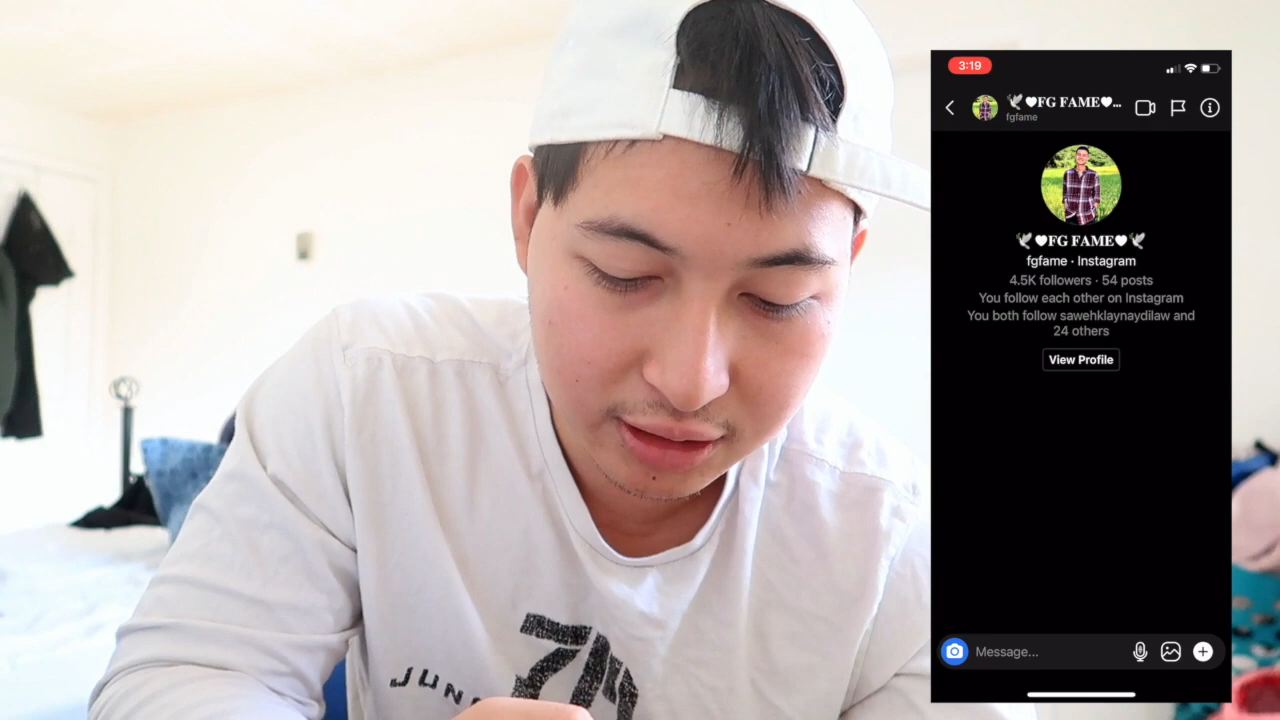 3:19
🕊️🤍FG FAME🤍...
fgfame
🕊️🤍FG FAME🤍🕊️
fgfame · Instagram
4.5K followers · 54 posts
You follow each other on Instagram
You both follow sawehklaynaydilaw and
24 others
View Profile
Message...